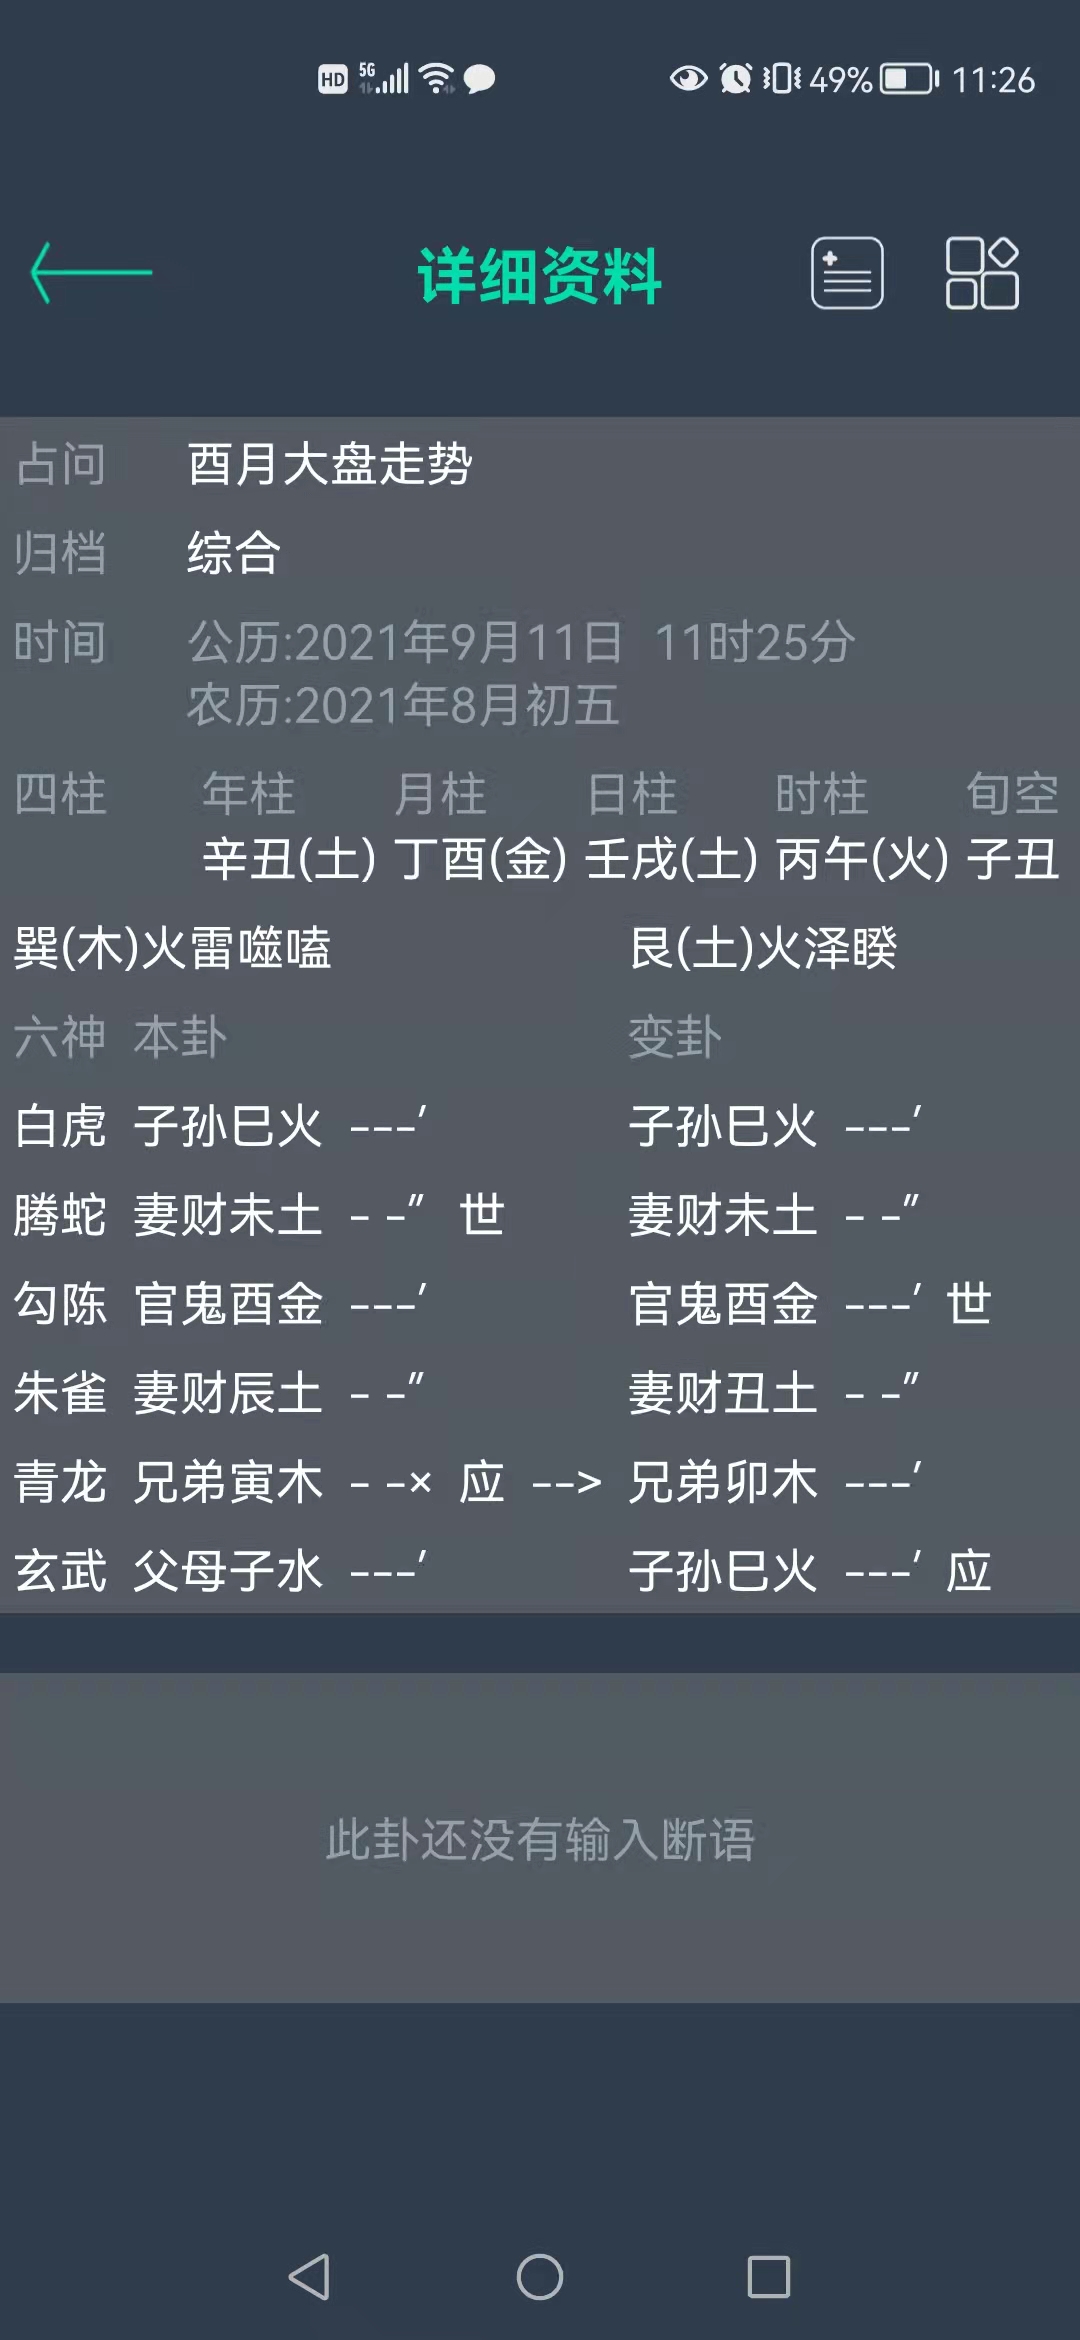 HD 5G 49% 11:26
详细资料
占问 酉月大盘走势
归档 综合
时间 公历:2021年9月11日 11时25分
农历:2021年8月初五
四柱 年柱 月柱 日柱 时柱 旬空
辛丑(土) 丁酉(金) 壬戌(土) 丙午(火) 子丑
巽(木)火雷噬嗑 艮(土)火泽睽
六神 本卦 变卦
白虎 子孙巳火 ---′ 子孙巳火 ---′
腾蛇 妻财未土 - -″ 世 妻财未土 - -″
勾陈 官鬼酉金 ---′ 官鬼酉金 ---′ 世
朱雀 妻财辰土 - -″ 妻财丑土 - -″
青龙 兄弟寅木 - -× 应 --> 兄弟卯木 ---′
玄武 父母子水 ---′ 子孙巳火 ---′ 应
此卦还没有输入断语